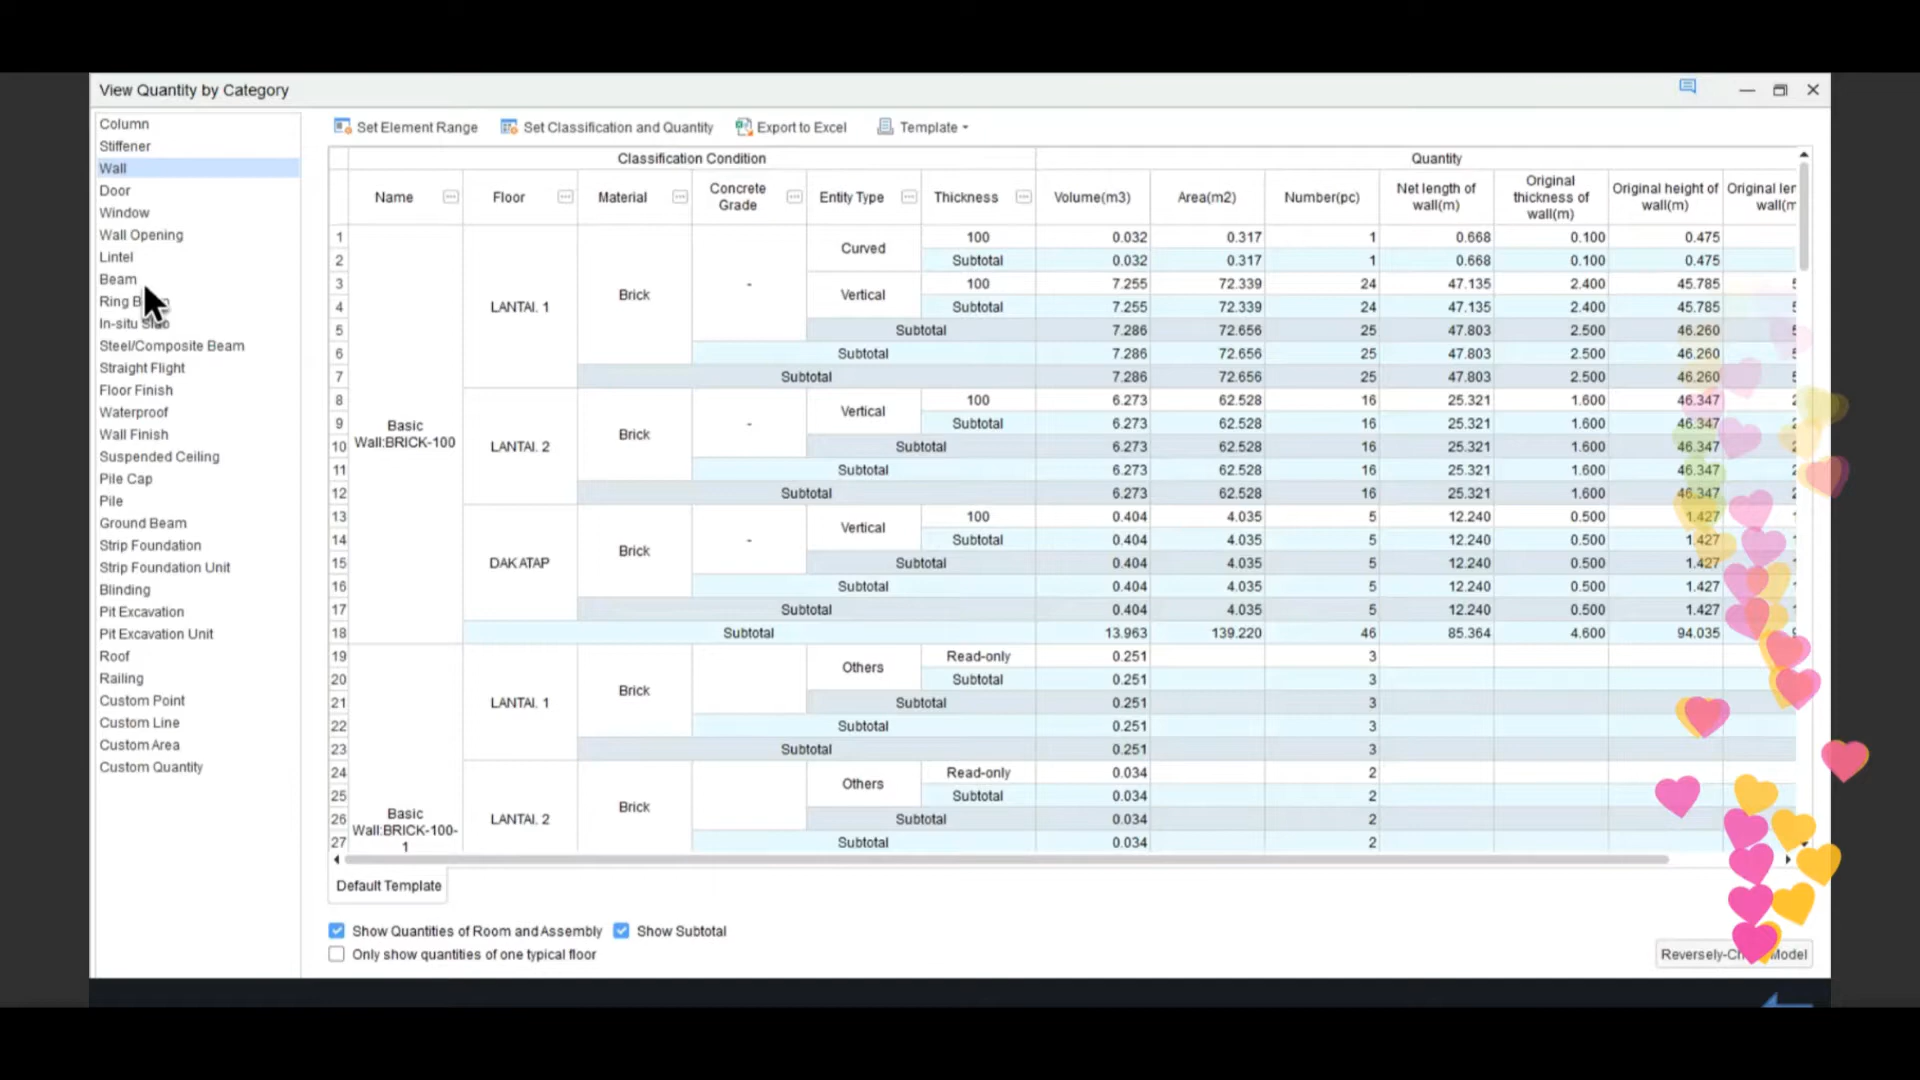 View Quantity by Category
Column
Stiffener
Wall
Door
Window
Wall Opening
Lintel
Beam
Ring
In-situ
Steel/Composite Beam
Straight Flight
Floor Finish
Waterproof
Wall Finish
Suspended Ceiling
Pile Cap
Pile
Ground Beam
Strip Foundation
Strip Foundation Unit
Blinding
Pit Excavation
Pit Excavation Unit
Roof
Railing
Custom Point
Custom Line
Custom Area
Custom Quantity
Set Element Range Set Classification and Quantity Export to Excel Template
Classification Condition Quantity
Name Floor Material Concrete Grade Entity Type Thickness Volume(m3) Area(m2) Number(pc) Net length of wall(m) Original thickness of wall(m) Original height of wall(m) Original
1 Curved 100 0.032 0.317 1 0.668 0.100 0.475
2 Subtotal 0.032 0.317 1 0.668 0.100 0.475
3 LANTAI. 1 Brick - Vertical 100 7.255 72.339 24 47.135 2.400 45.785
4 Subtotal 7.255 72.339 24 47.135 2.400 45.785
5 Subtotal 7.286 72.656 25 47.803 2.500 46.260
6 Subtotal 7.286 72.656 25 47.803 2.500 46.260
7 Subtotal 7.286 72.656 25 47.803 2.500 46.260
8 Vertical 100 6.273 62.528 16 25.321 1.600 46.347
9 Basic Wall:BRICK-100 LANTAI. 2 Brick - Subtotal 6.273 62.528 16 25.321 1.600 46.347
10 Subtotal 6.273 62.528 16 25.321 1.600 46.347
11 Subtotal 6.273 62.528 16 25.321 1.600 46.347
12 Subtotal 6.273 62.528 16 25.321 1.600 46.347
13 Vertical 100 0.404 4.035 5 12.240 0.500 1.427
14 DAK ATAP Brick - Subtotal 0.404 4.035 5 12.240 0.500 1.427
15 Subtotal 0.404 4.035 5 12.240 0.500 1.427
16 Subtotal 0.404 4.035 5 12.240 0.500 1.427
17 Subtotal 0.404 4.035 5 12.240 0.500 1.427
18 Subtotal 13.963 139.220 46 85.364 4.600 94.035
19 Others Read-only 0.251 3
20 LANTAI. 1 Brick Subtotal 0.251 3
21 Subtotal 0.251 3
22 Subtotal 0.251 3
23 Subtotal 0.251 3
24 Others Read-only 0.034 2
25 Basic Wall:BRICK-100-1 LANTAI. 2 Brick Subtotal 0.034 2
26 Subtotal 0.034 2
27 Subtotal 0.034 2
Default Template
Show Quantities of Room and Assembly Show Subtotal
Only show quantities of one typical floor